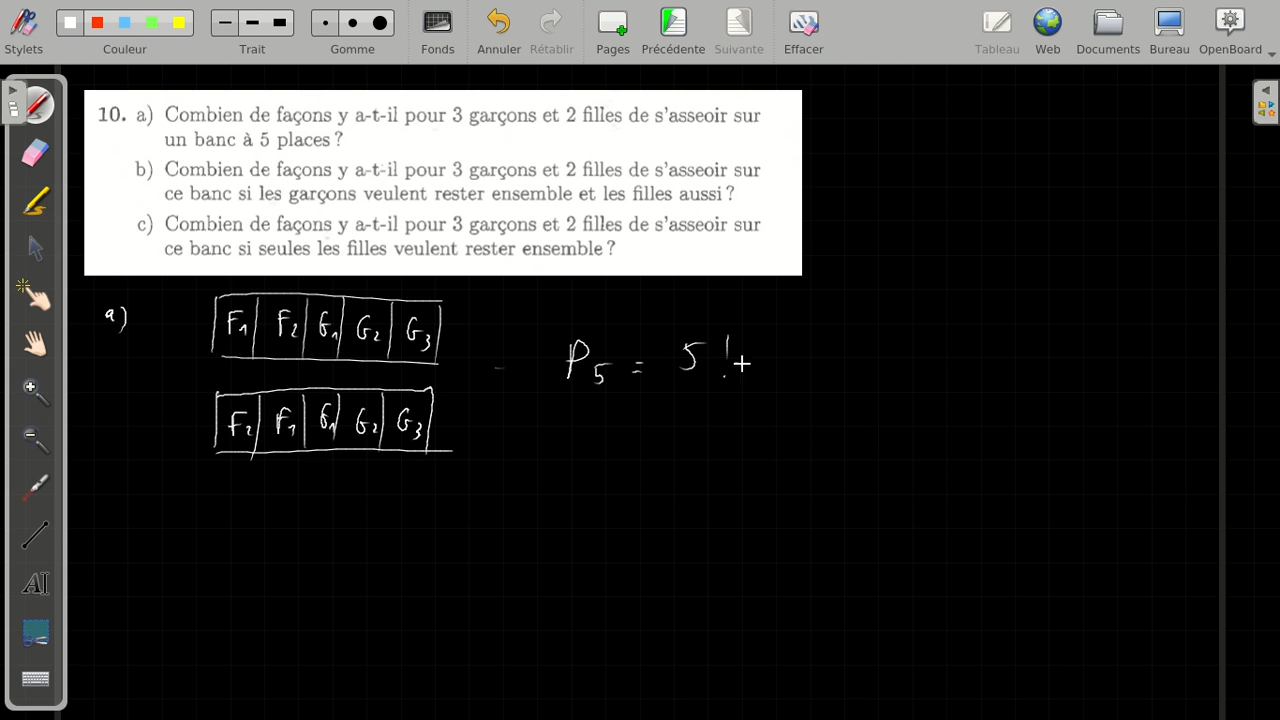 Stylets Couleur Trait Gomme Fonds Annuler Rétablir Pages Précédente Suivante Effacer Tableau Web Documents Bureau OpenBoard
10. a) Combien de façons y a-t-il pour 3 garçons et 2 filles de s'asseoir sur
un banc à 5 places ?
b) Combien de façons y a-t-il pour 3 garçons et 2 filles de s'asseoir sur
ce banc si les garçons veulent rester ensemble et les filles aussi ?
c) Combien de façons y a-t-il pour 3 garçons et 2 filles de s'asseoir sur
ce banc si seules les filles veulent rester ensemble ?
a) F1 F2 G1 G2 G3
P5 = 5 !
F2 F1 G1 G2 G3
AI